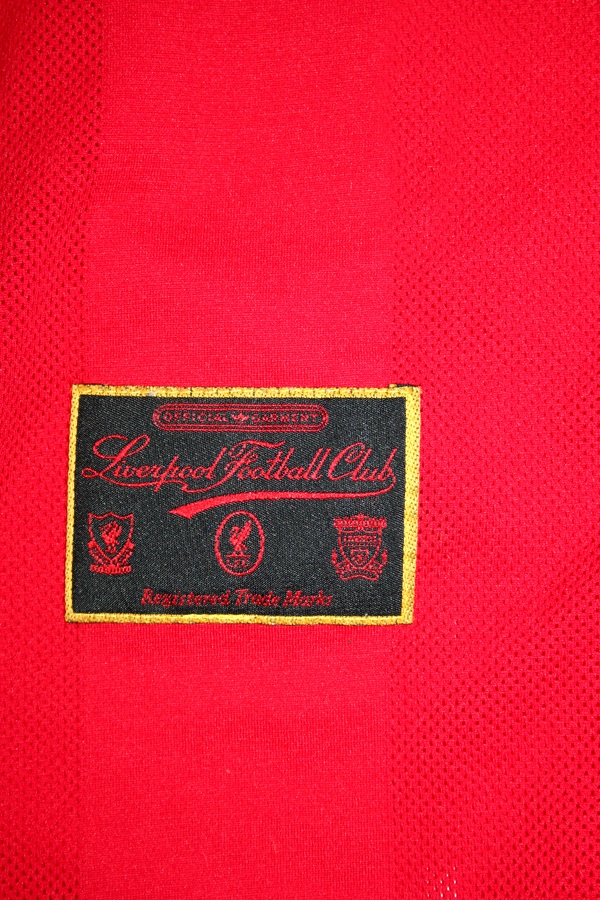 OFFICIAL GARMENT
Liverpool Football Club
Registered Trade Marks